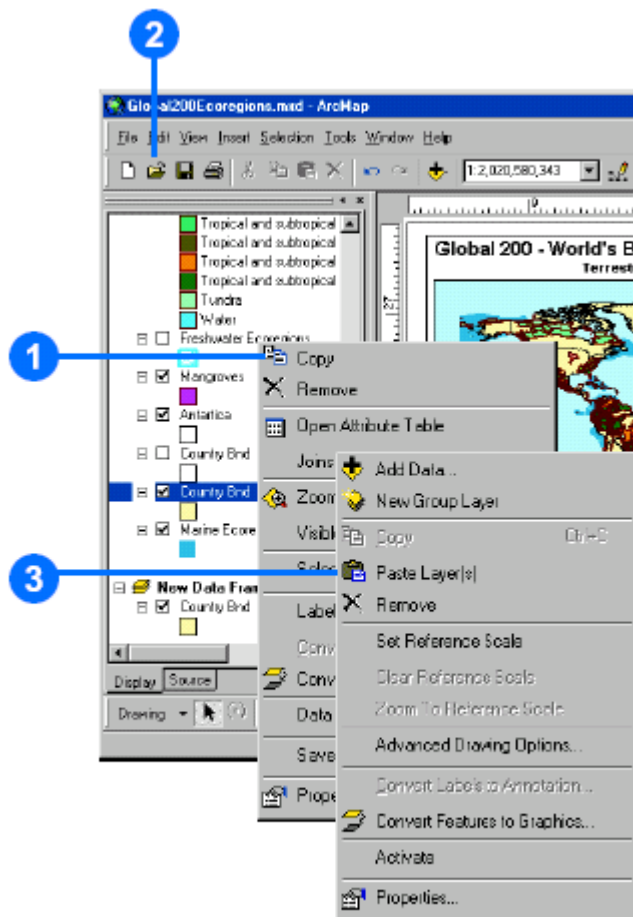 2
Global200Ecoregions.mxd - ArcMap
File Edit View Insert Selection Tools Window Help
1:2,020,580,343
Tropical and subtropical
Tropical and subtropical
Tropical and subtropical
Tropical and subtropical
Tundra
Water
Freshwater Ecoregions
Mangroves
Antartica
County Bnd
County Bnd
Marine Ecore
New Data Fran
County Bnd
Display Source
Drawing
Global 200 - World's B
Terrest
1
Copy
Remove
Open Attribute Table
Joins
Zoom
Visibl
Selec
Label
Conv
Conv
Data
Save
Prope
3
Add Data...
New Group Layer
Copy Ctrl+C
Paste Layer(s)
Remove
Set Reference Scale
Clear Reference Scale
Zoom To Reference Scale
Advanced Drawing Options...
Convert Labels to Annotation...
Convert Features to Graphics...
Activate
Properties...